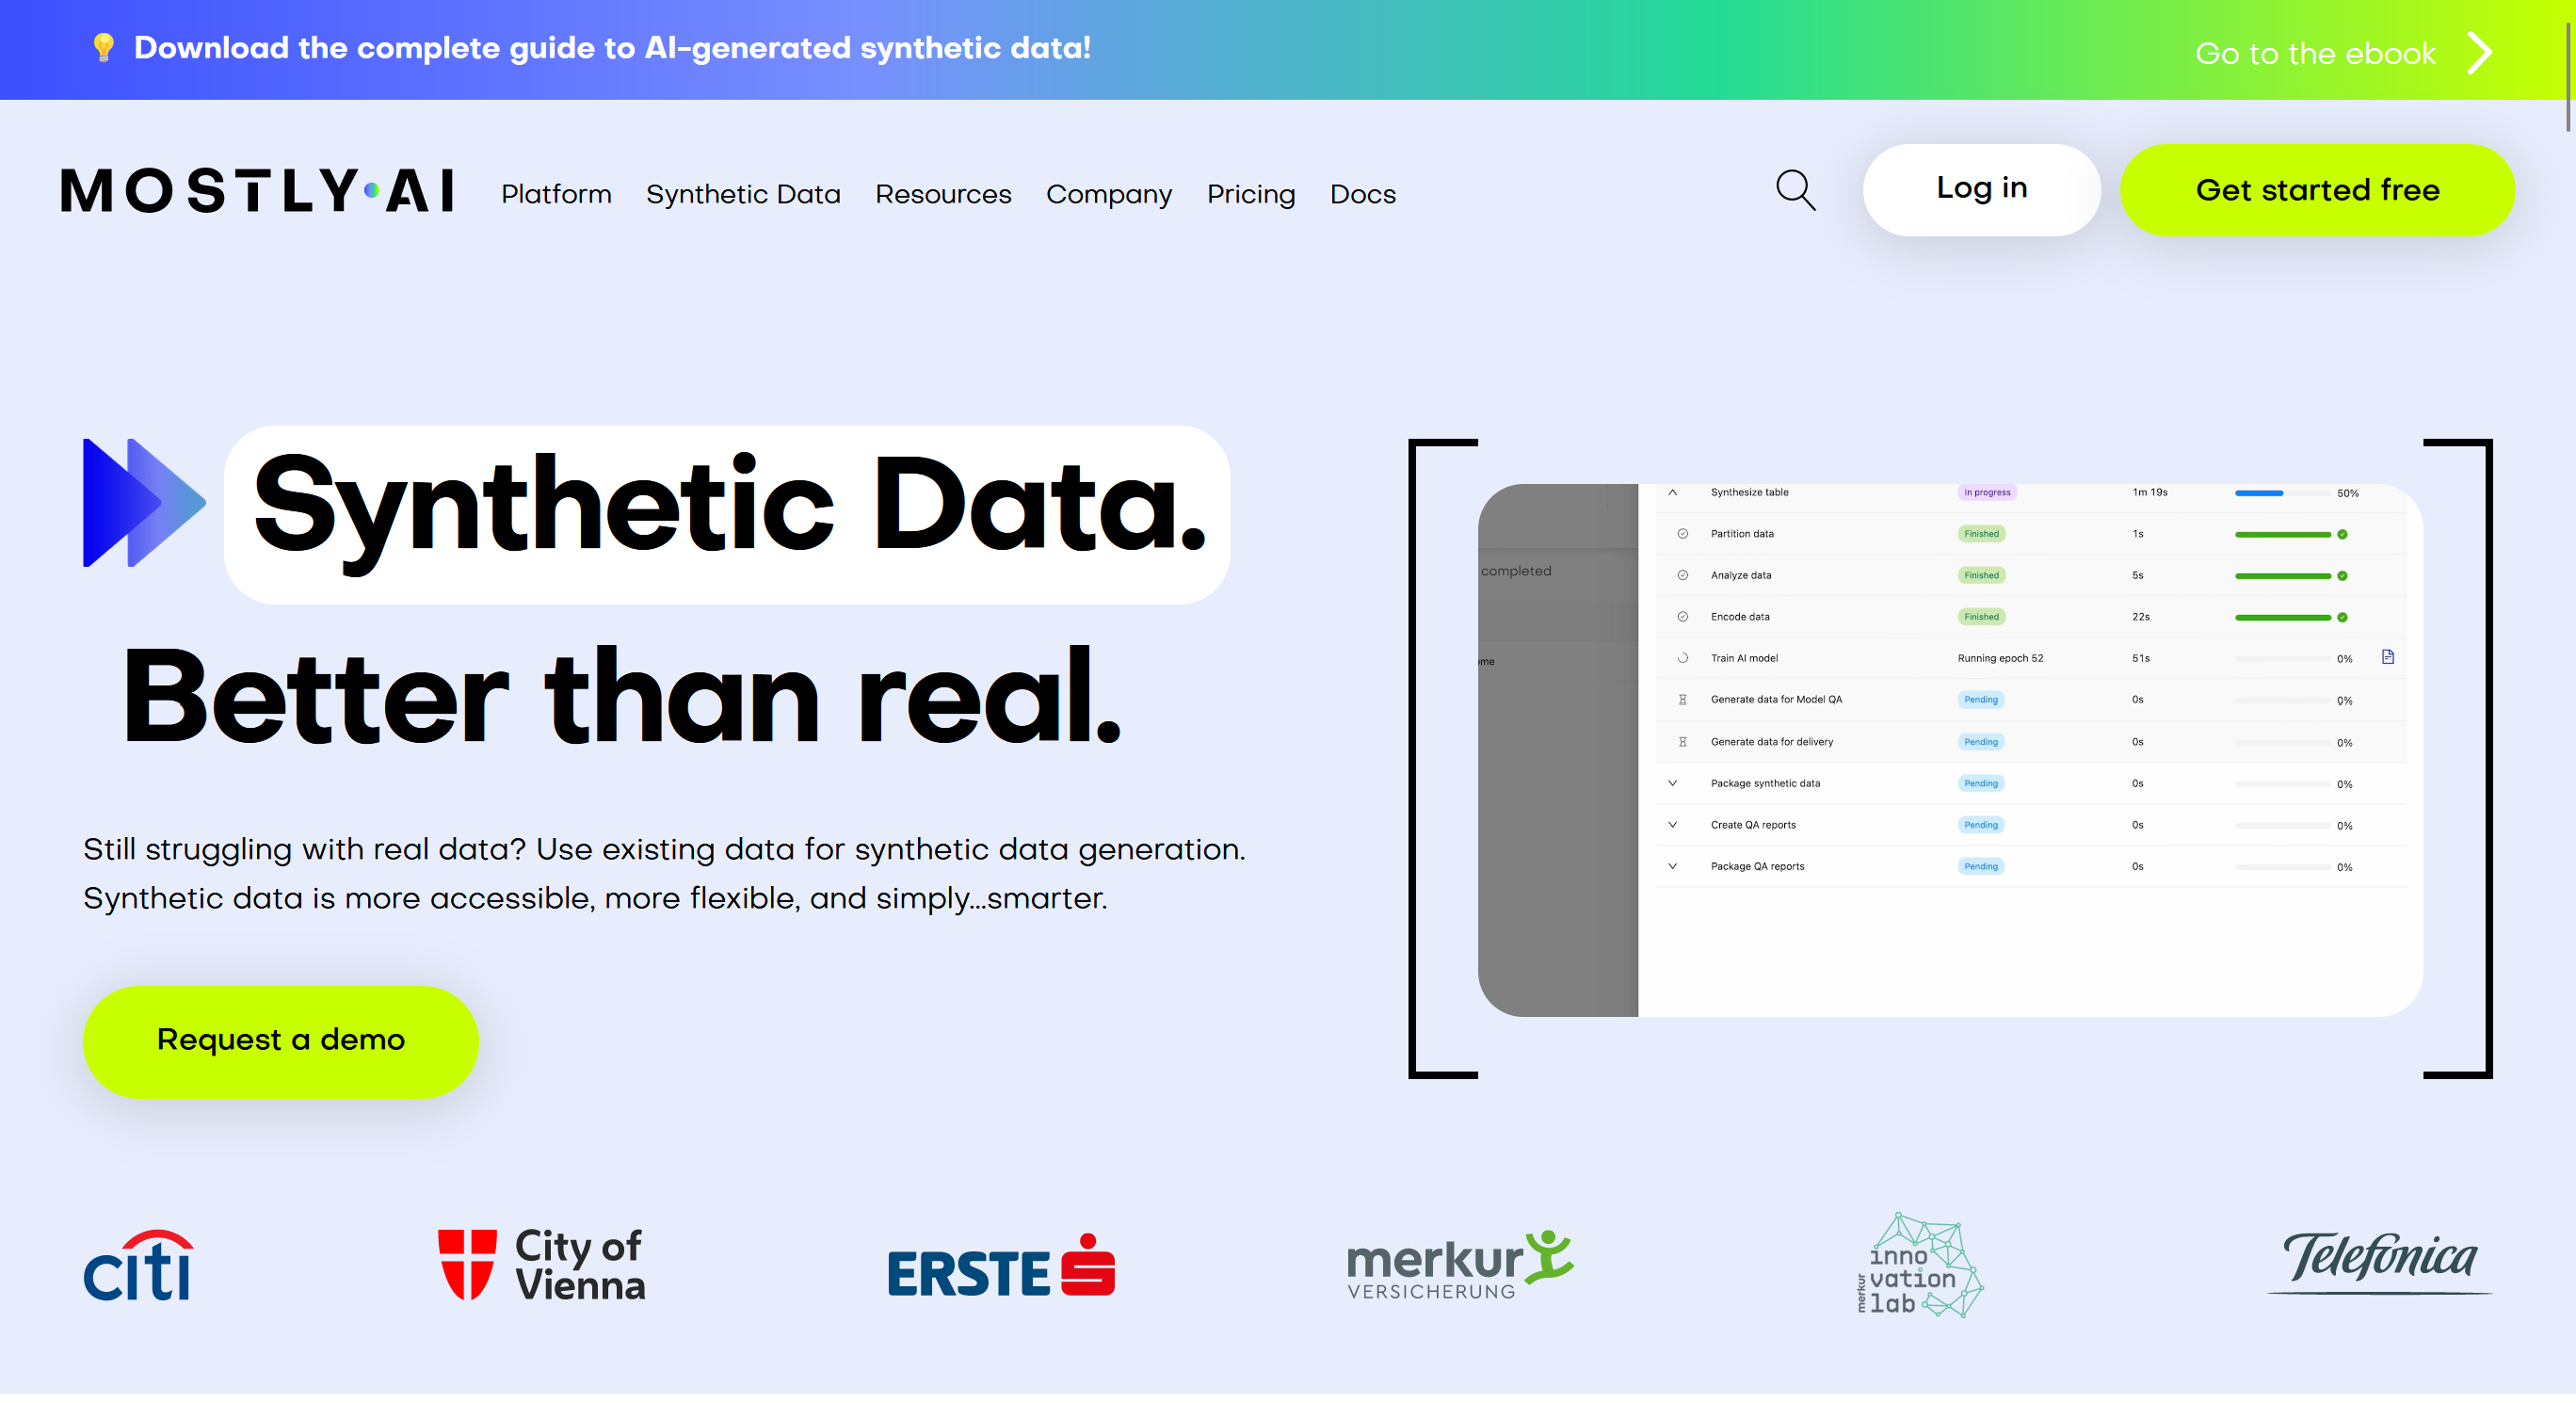 💡 Download the complete guide to AI-generated synthetic data!
Go to the ebook
MOSTLY·AI
Platform
Synthetic Data
Resources
Company
Pricing
Docs
Log in
Get started free
Synthetic Data.
Better than real.
Still struggling with real data? Use existing data for synthetic data generation.
Synthetic data is more accessible, more flexible, and simply...smarter.
Request a demo
completed
Synthesize table In progress 1m 19s 50%
Partition data Finished 1s
Analyze data Finished 5s
Encode data Finished 22s
Train AI model Running epoch 52 51s 0%
Generate data for Model QA Pending 0s 0%
Generate data for delivery Pending 0s 0%
Package synthetic data Pending 0s 0%
Create QA reports Pending 0s 0%
Package QA reports Pending 0s 0%
citi
City of
Vienna
ERSTE
merkur
VERSICHERUNG
merkur
inno
vation
lab
Telefónica